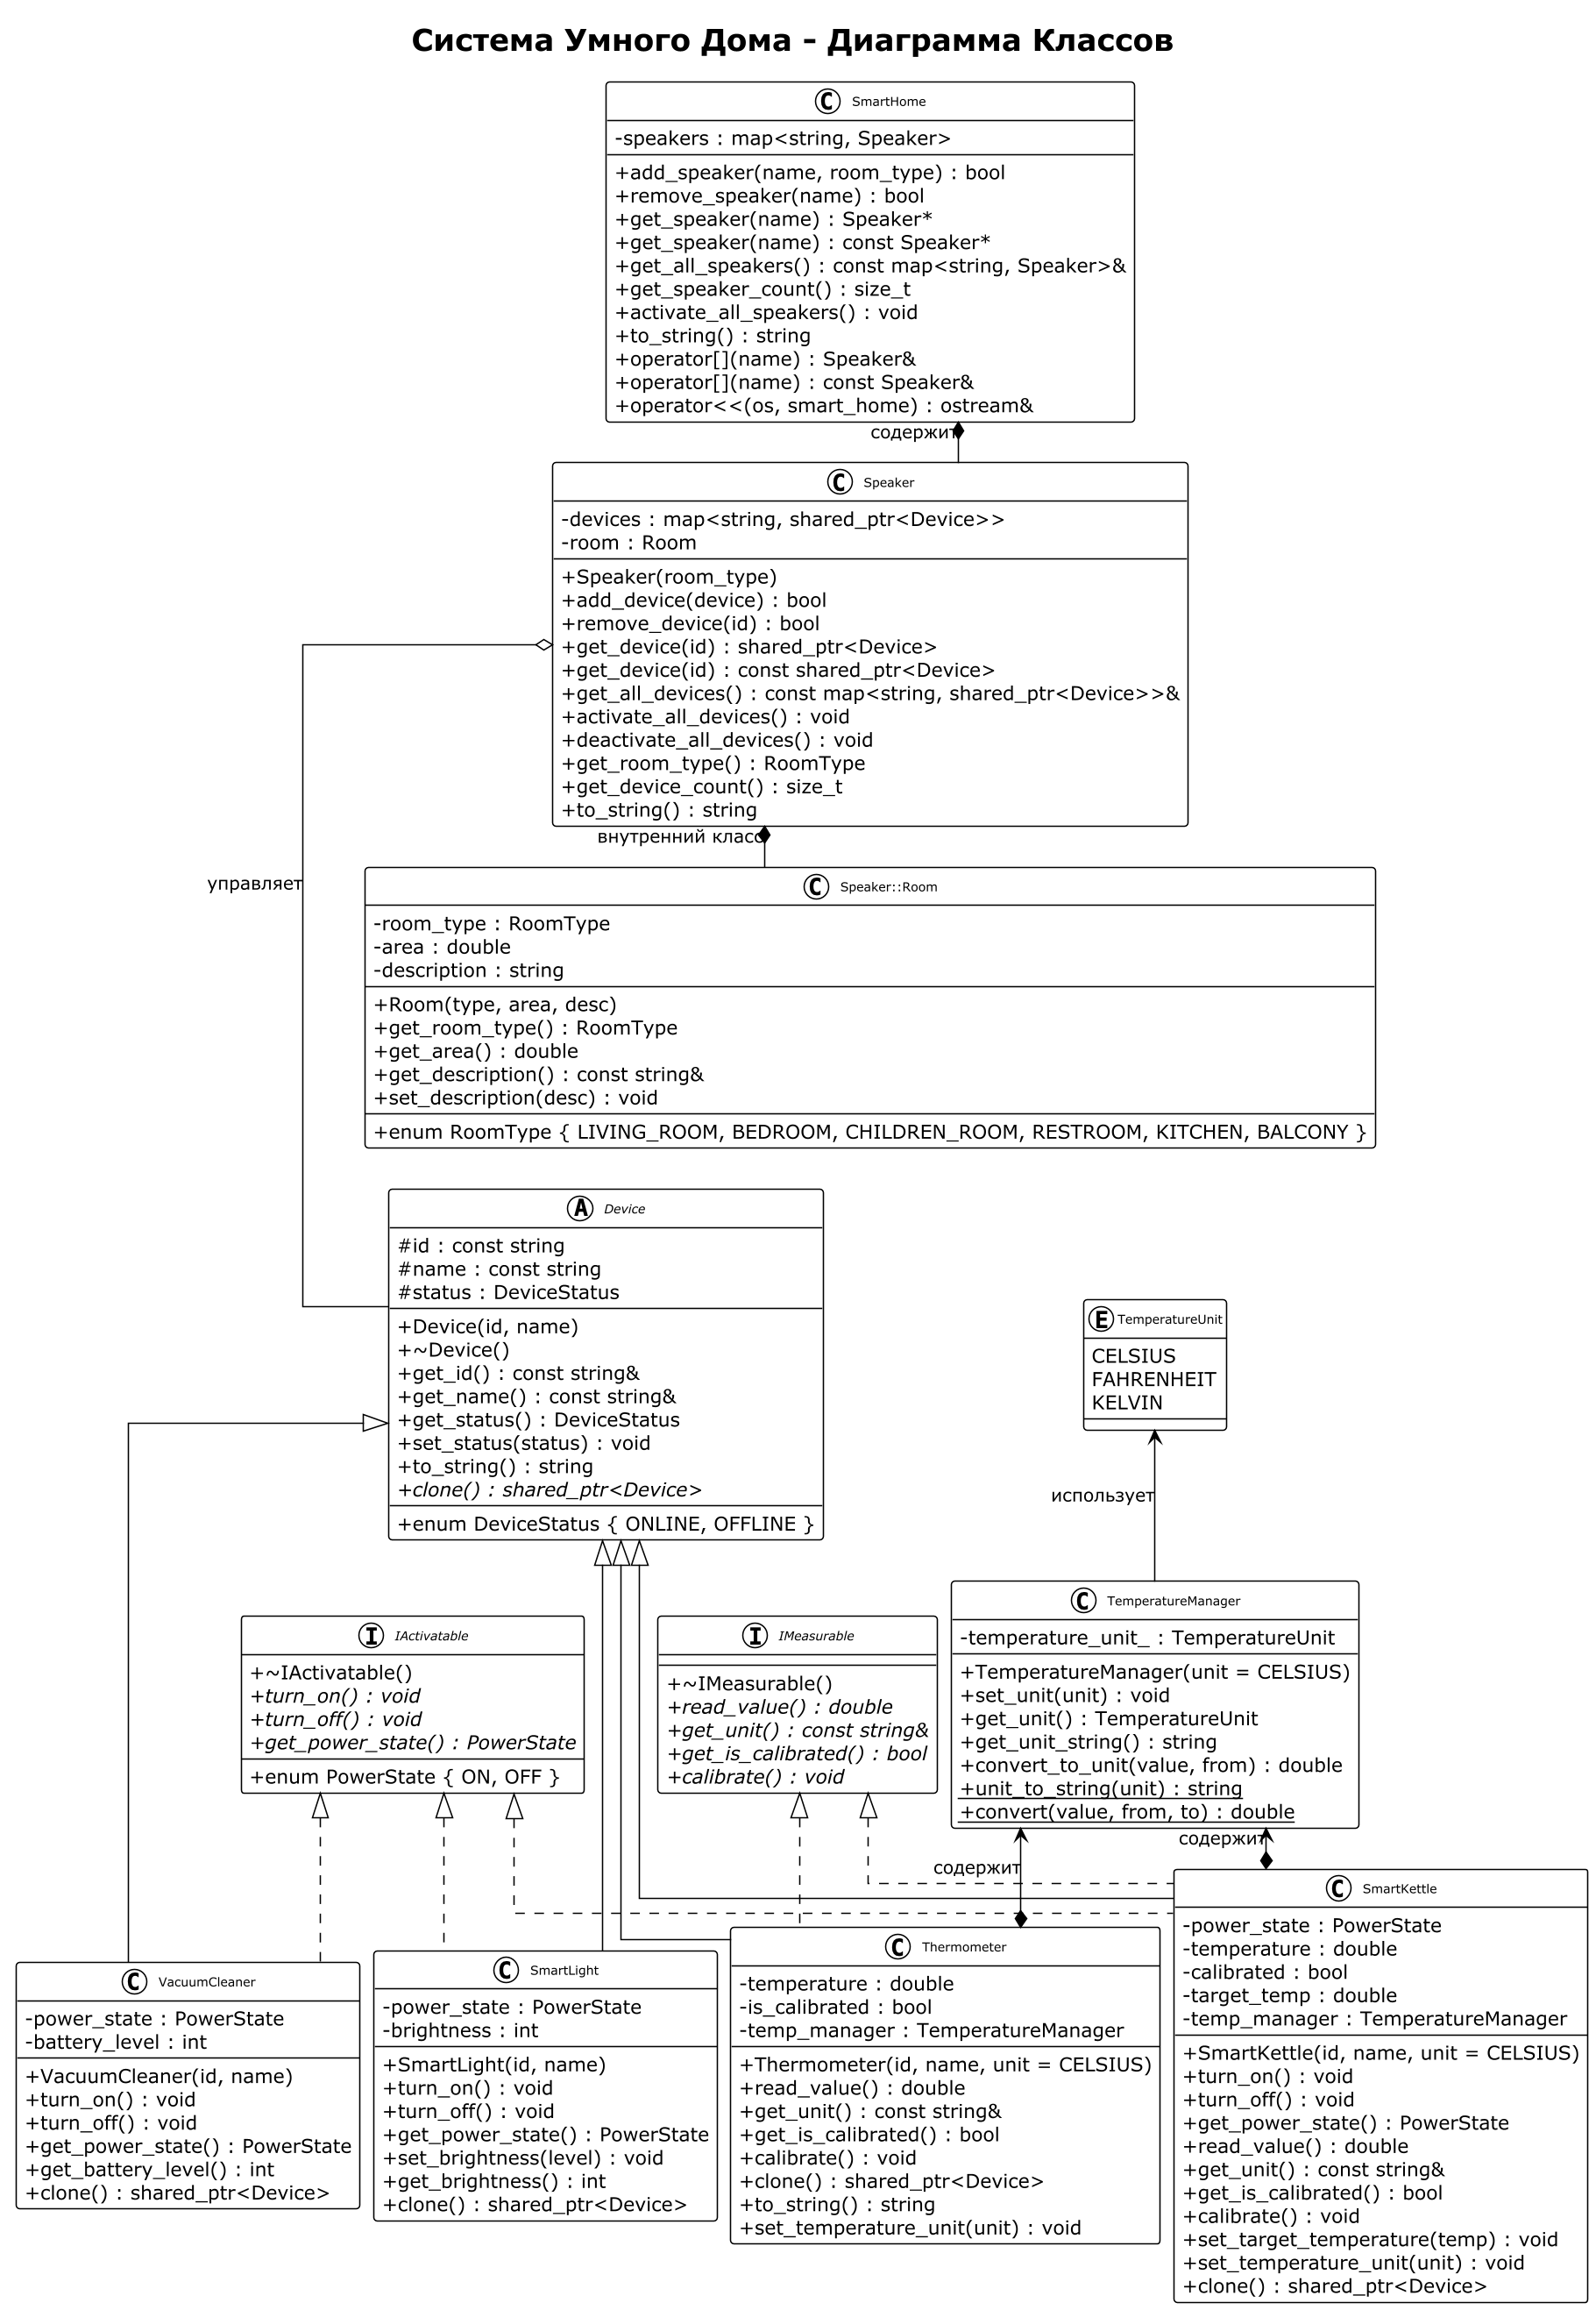 Система Умного Дома – Диаграмма Классов
C SmartHome
-speakers : map<string, Speaker>
+add_speaker(name, room_type) : bool
+remove_speaker(name) : bool
+get_speaker(name) : Speaker*
+get_speaker(name) : const Speaker*
+get_all_speakers() : const map<string, Speaker>&
+get_speaker_count() : size_t
+activate_all_speakers() : void
+to_string() : string
+operator[](name) : Speaker&
+operator[](name) : const Speaker&
+operator<<(os, smart_home) : ostream&
содержит
C Speaker
-devices : map<string, shared_ptr<Device>>
-room : Room
+Speaker(room_type)
+add_device(device) : bool
+remove_device(id) : bool
+get_device(id) : shared_ptr<Device>
+get_device(id) : const shared_ptr<Device>
+get_all_devices() : const map<string, shared_ptr<Device>>&
+activate_all_devices() : void
+deactivate_all_devices() : void
+get_room_type() : RoomType
+get_device_count() : size_t
+to_string() : string
внутренний класс
управляет
C Speaker::Room
-room_type : RoomType
-area : double
-description : string
+Room(type, area, desc)
+get_room_type() : RoomType
+get_area() : double
+get_description() : const string&
+set_description(desc) : void
+enum RoomType { LIVING_ROOM, BEDROOM, CHILDREN_ROOM, RESTROOM, KITCHEN, BALCONY }
A Device
#id : const string
#name : const string
#status : DeviceStatus
+Device(id, name)
+~Device()
+get_id() : const string&
+get_name() : const string&
+get_status() : DeviceStatus
+set_status(status) : void
+to_string() : string
+clone() : shared_ptr<Device>
+enum DeviceStatus { ONLINE, OFFLINE }
E TemperatureUnit
CELSIUS
FAHRENHEIT
KELVIN
использует
I IActivatable
+~IActivatable()
+turn_on() : void
+turn_off() : void
+get_power_state() : PowerState
+enum PowerState { ON, OFF }
I IMeasurable
+~IMeasurable()
+read_value() : double
+get_unit() : const string&
+get_is_calibrated() : bool
+calibrate() : void
C TemperatureManager
-temperature_unit_ : TemperatureUnit
+TemperatureManager(unit = CELSIUS)
+set_unit(unit) : void
+get_unit() : TemperatureUnit
+get_unit_string() : string
+convert_to_unit(value, from) : double
+unit_to_string(unit) : string
+convert(value, from, to) : double
содержит
содержит
C VacuumCleaner
-power_state : PowerState
-battery_level : int
+VacuumCleaner(id, name)
+turn_on() : void
+turn_off() : void
+get_power_state() : PowerState
+get_battery_level() : int
+clone() : shared_ptr<Device>
C SmartLight
-power_state : PowerState
-brightness : int
+SmartLight(id, name)
+turn_on() : void
+turn_off() : void
+get_power_state() : PowerState
+set_brightness(level) : void
+get_brightness() : int
+clone() : shared_ptr<Device>
C Thermometer
-temperature : double
-is_calibrated : bool
-temp_manager : TemperatureManager
+Thermometer(id, name, unit = CELSIUS)
+read_value() : double
+get_unit() : const string&
+get_is_calibrated() : bool
+calibrate() : void
+clone() : shared_ptr<Device>
+to_string() : string
+set_temperature_unit(unit) : void
C SmartKettle
-power_state : PowerState
-temperature : double
-calibrated : bool
-target_temp : double
-temp_manager : TemperatureManager
+SmartKettle(id, name, unit = CELSIUS)
+turn_on() : void
+turn_off() : void
+get_power_state() : PowerState
+read_value() : double
+get_unit() : const string&
+get_is_calibrated() : bool
+calibrate() : void
+set_target_temperature(temp) : void
+set_temperature_unit(unit) : void
+clone() : shared_ptr<Device>